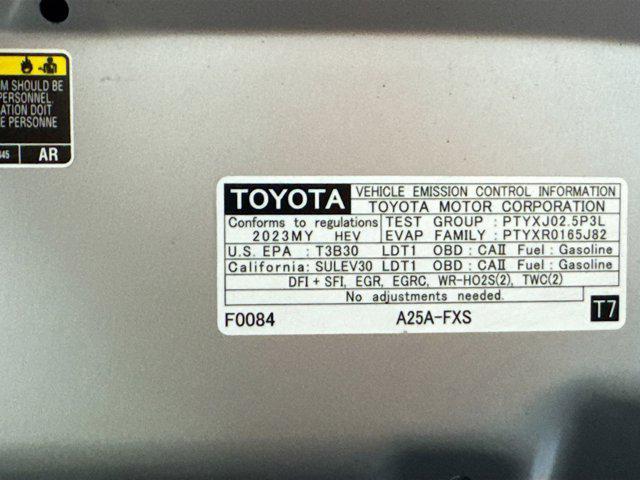 M SHOULD BE
PERSONNEL.
ATION DOIT
E PERSONNE
445 AR
TOYOTA VEHICLE EMISSION CONTROL INFORMATION
TOYOTA MOTOR CORPORATION
Conforms to regulations TEST GROUP : PTYXJ02.5P3L
2023MY HEV EVAP FAMILY : PTYXR0165J82
U.S. EPA : T3B30 LDT1 OBD : CAⅡ Fuel : Gasoline
California: SULEV30 LDT1 OBD : CAⅡ Fuel : Gasoline
DFI + SFI, EGR, EGRC, WR-HO2S(2), TWC(2)
No adjustments needed.
F0084 A25A-FXS T7